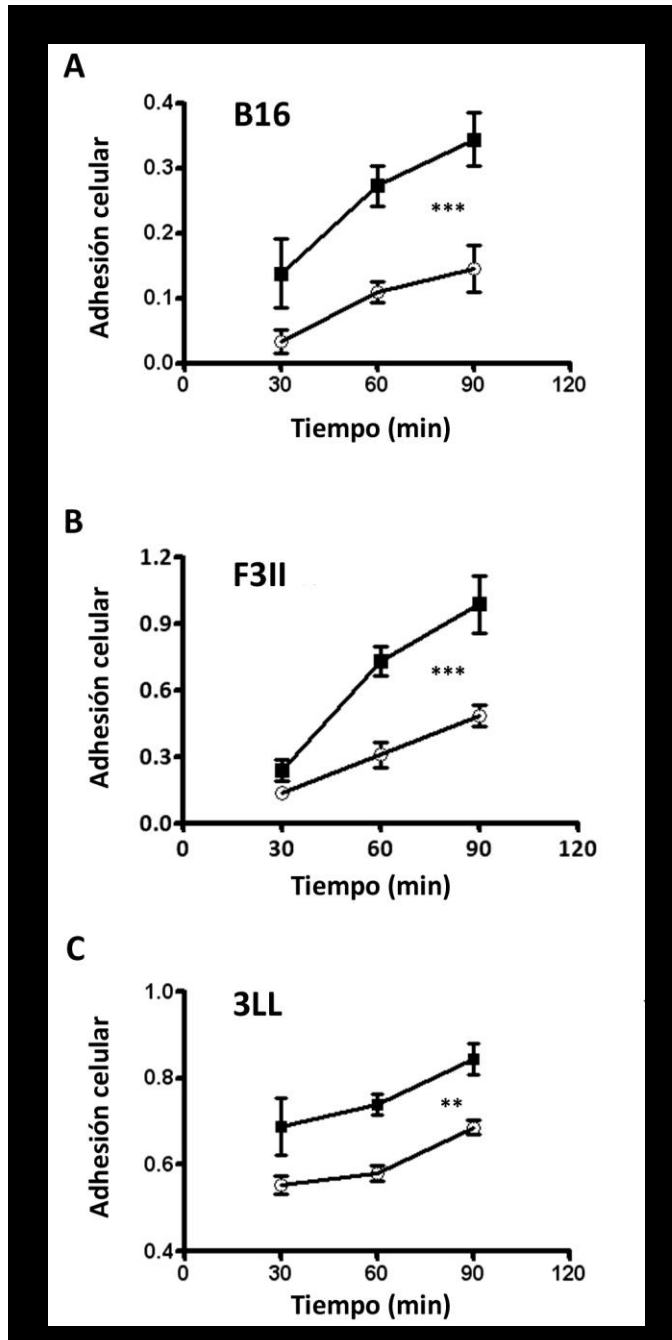 A
B16
Adhesión celular
0.4
0.3
0.2
0.1
0.0
***
0 30 60 90 120
Tiempo (min)
B
F3II
Adhesión celular
1.2
0.9
0.6
0.3
0.0
***
0 30 60 90 120
Tiempo (min)
C
3LL
Adhesión celular
1.0
0.8
0.6
0.4
**
0 30 60 90 120
Tiempo (min)